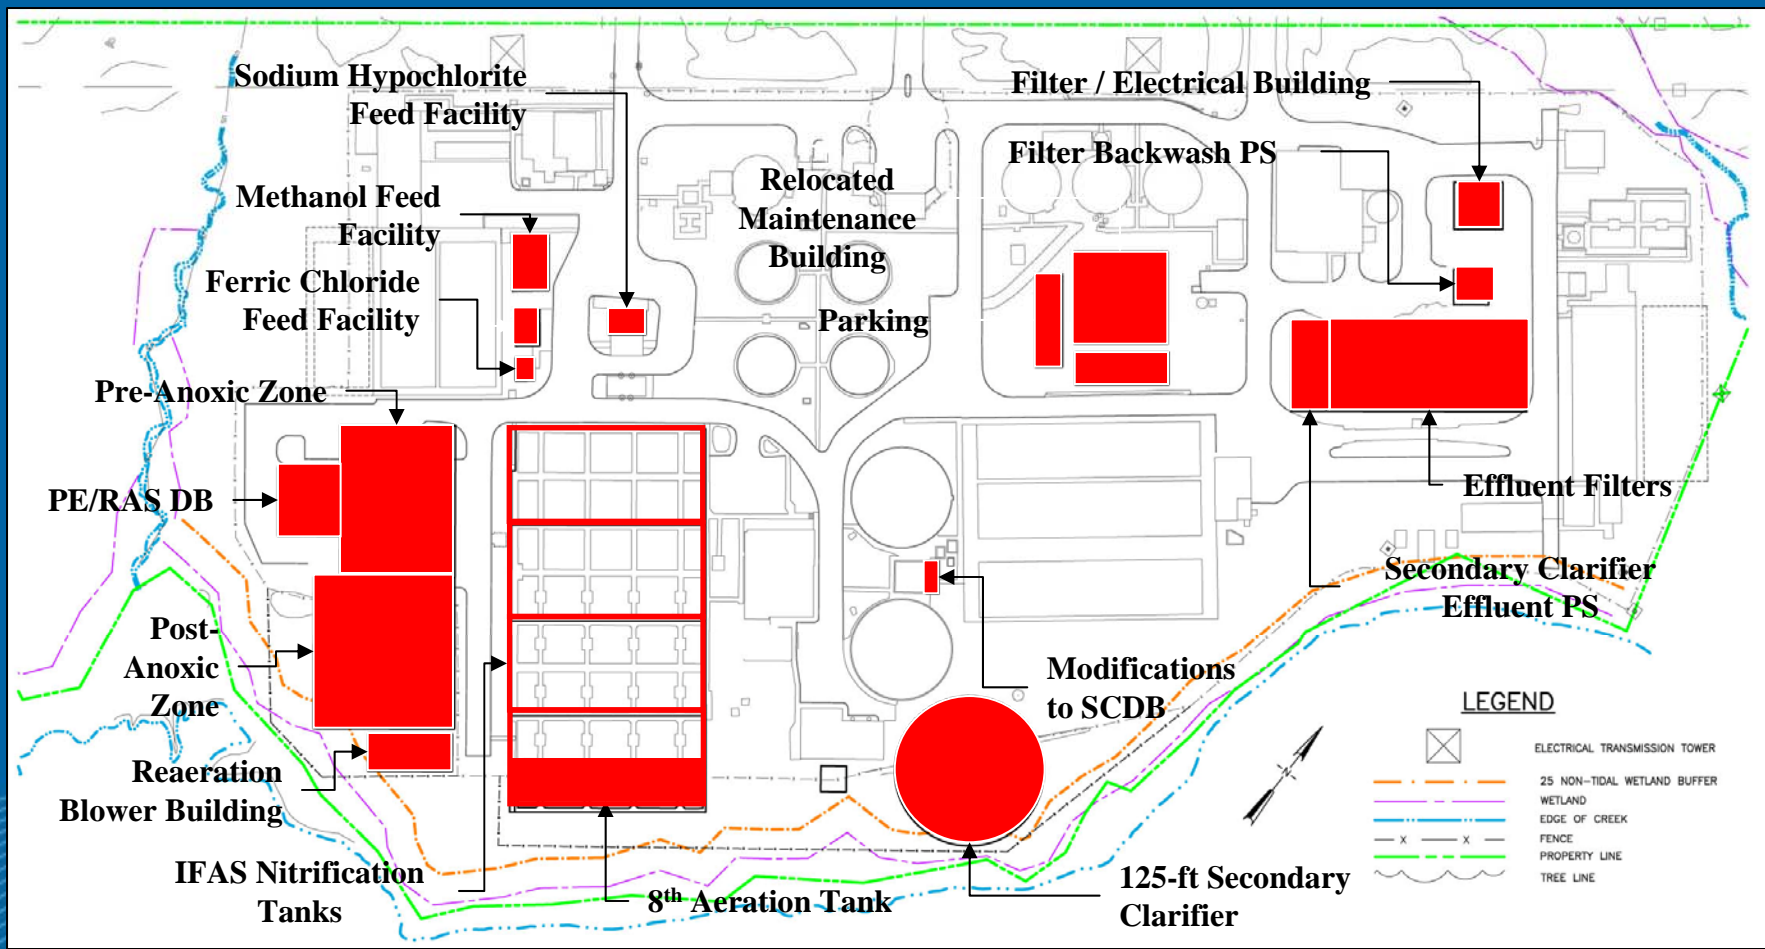 Sodium Hypochlorite
Feed Facility
Filter / Electrical Building
Filter Backwash PS
Methanol Feed
Facility
Relocated
Maintenance
Building
Ferric Chloride
Feed Facility
Parking
Pre-Anoxic Zone
PE/RAS DB
Effluent Filters
Secondary Clarifier
Effluent PS
Post-
Anoxic
Zone
Modifications
to SCDB
Reaeration
Blower Building
IFAS Nitrification
Tanks
8th Aeration Tank
125-ft Secondary
Clarifier
LEGEND
ELECTRICAL TRANSMISSION TOWER
25 NON-TIDAL WETLAND BUFFER
WETLAND
EDGE OF CREEK
x x FENCE
PROPERTY LINE
TREE LINE